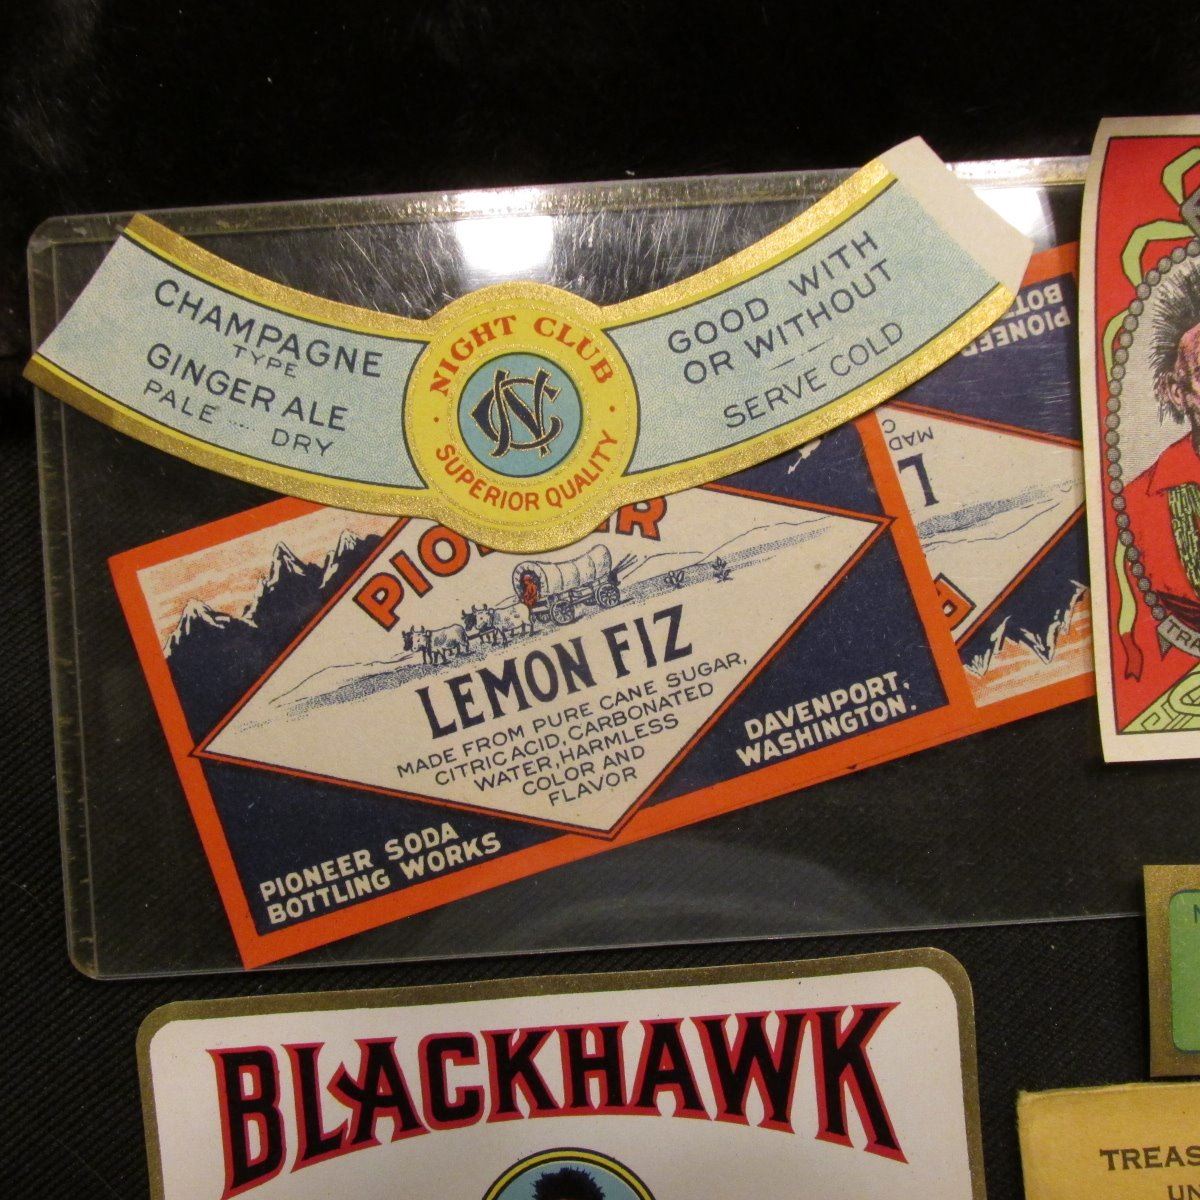 CHAMPAGNE
TYPE
GINGER ALE
PALE DRY
NIGHT CLUB
NC
SUPERIOR QUALITY
GOOD WITH
OR WITHOUT
SERVE COLD
LEMON FIZ
MADE FROM PURE CANE SUGAR,
CITRIC ACID, CARBONATED
WATER, HARMLESS
COLOR AND
FLAVOR
DAVENPORT,
WASHINGTON.
PIONEER SODA
BOTTLING WORKS
PIONEER
BLACKHAWK